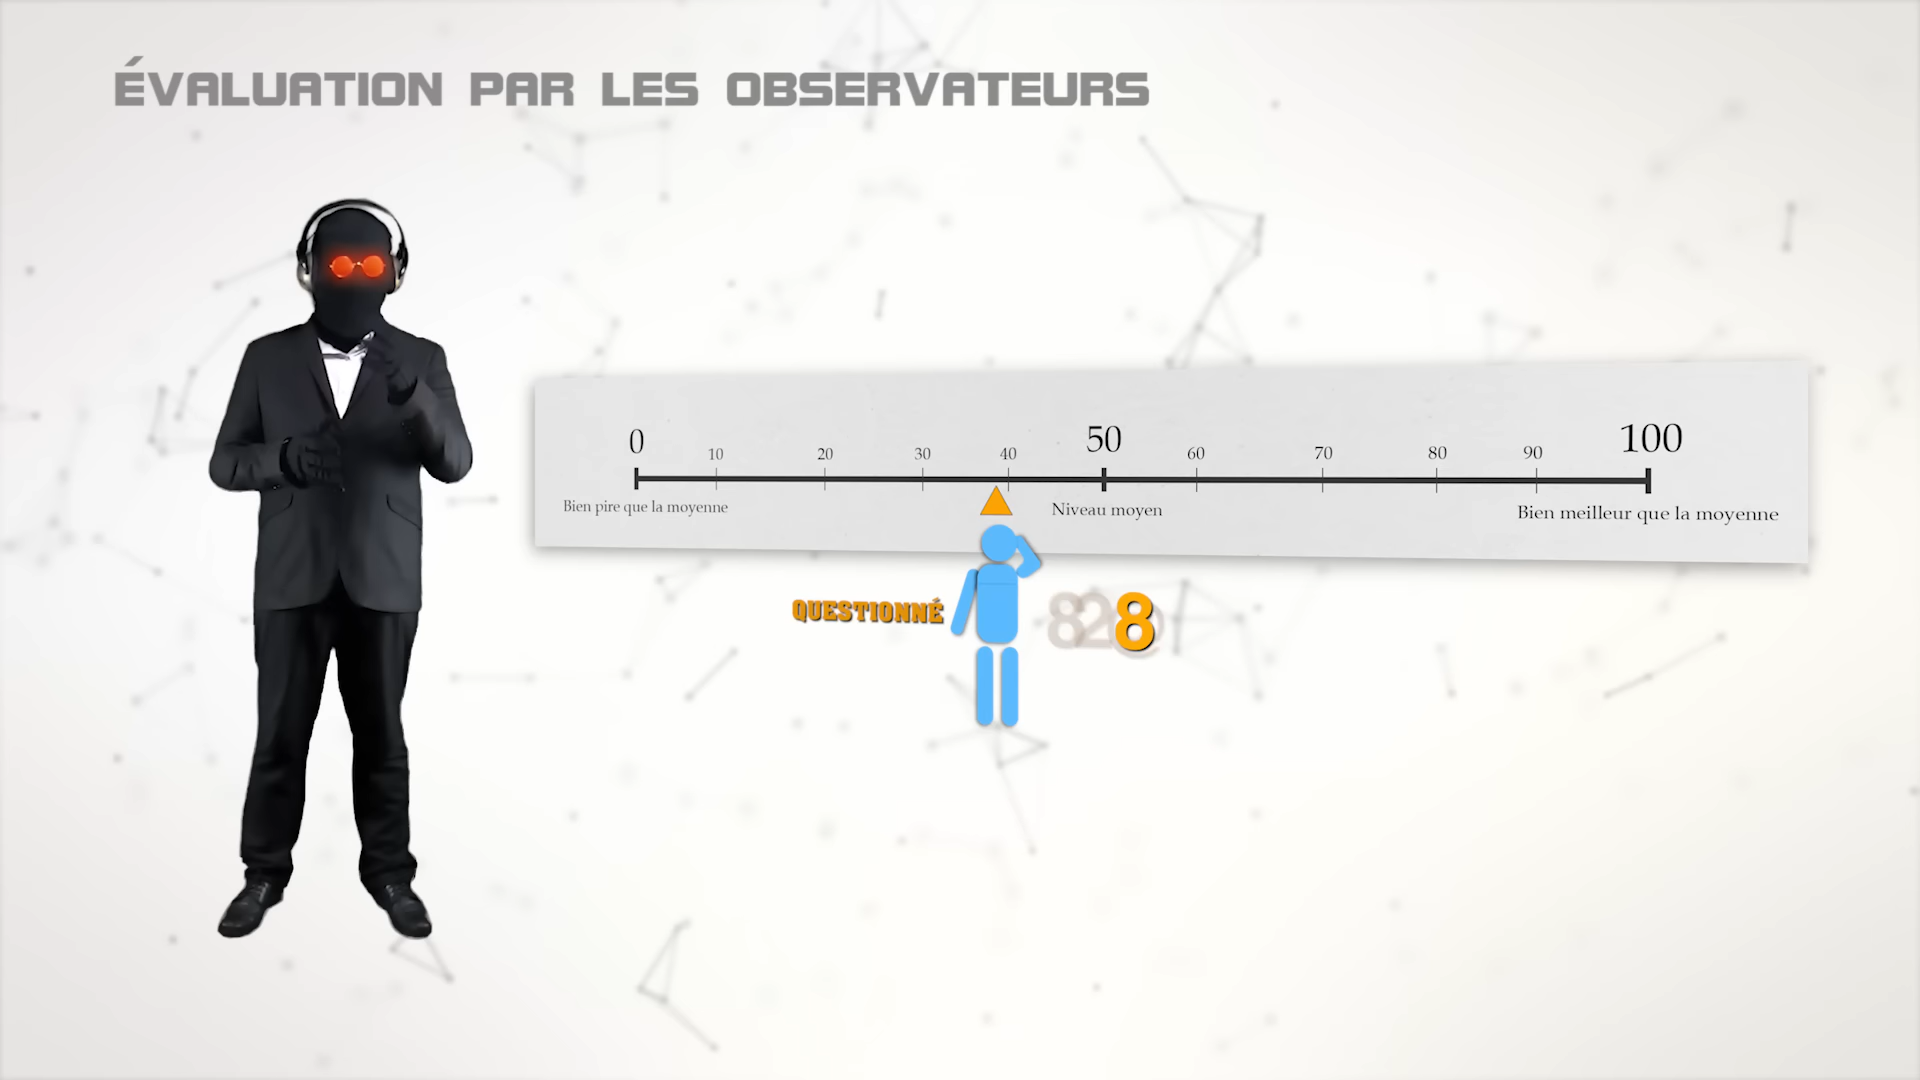 ÉVALUATION PAR LES OBSERVATEURS
0 10 20 30 40 50 60 70 80 90 100
Bien pire que la moyenne Niveau moyen Bien meilleur que la moyenne
QUESTIONNÉ 8